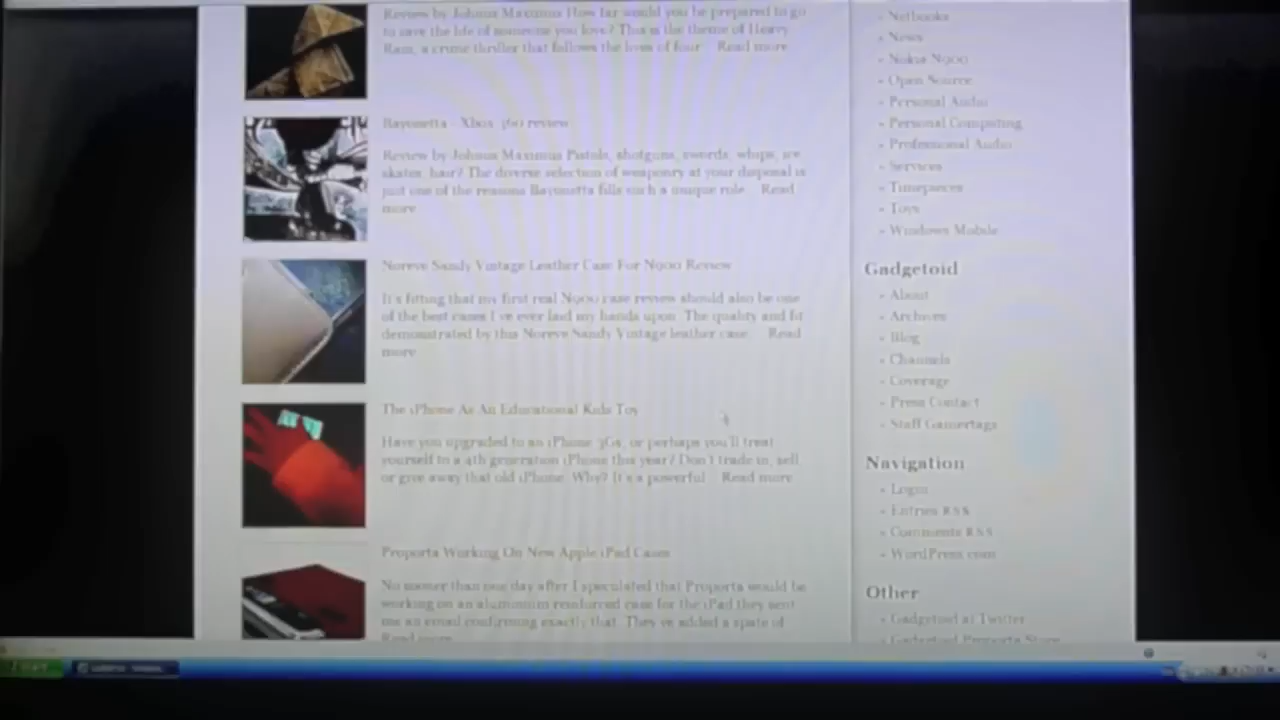 Review by Johnus Maximus How far would you be prepared to go
to save the life of someone you love? This is the theme of Heavy
Rain, a crime thriller that follows the lives of four... Read more
Bayonetta - Xbox 360 review
Review by Johnus Maximus Pistols, shotguns, swords, whips, ice
skates, hair? The diverse selection of weaponry at your disposal is
just one of the reasons Bayonetta fills such a unique role... Read
more
Noreve Sandy Vintage Leather Case For N900 Review
It's fitting that my first real N900 case review should also be one
of the best cases I've ever laid my hands upon. The quality and fit
demonstrated by this Noreve Sandy Vintage leather case... Read
more
The iPhone As An Educational Kids Toy
Have you upgraded to an iPhone 3Gs, or perhaps you'll treat
yourself to a 4th generation iPhone this year? Don't trade in, sell
or give away that old iPhone. Why? It's a powerful... Read more
Proporta Working On New Apple iPad Cases
No sooner than one day after I speculated that Proporta would be
working on an aluminium reinforced case for the iPad they sent
me an email confirming exactly that. They've added a spate of
Read more
» Netbooks
» News
» Nokia N900
» Open Source
» Personal Audio
» Personal Computing
» Professional Audio
» Services
» Timepieces
» Toys
» Windows Mobile
Gadgetoid
» About
» Archives
» Blog
» Channels
» Coverage
» Press Contact
» Staff Gamertags
Navigation
» Login
» Entries RSS
» Comments RSS
» WordPress.com
Other
» Gadgetoid at Twitter
» Gadgetoid Proporta Store